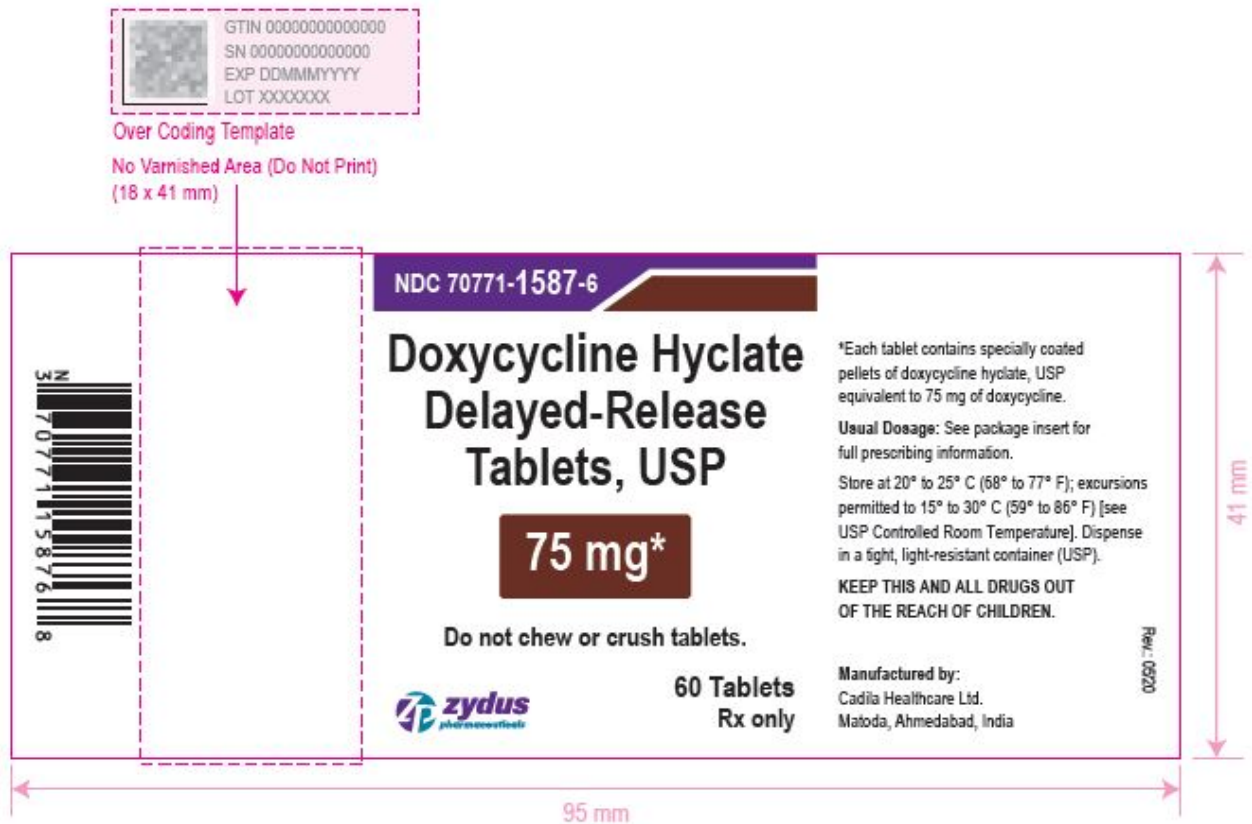 GTIN 00000000000000
SN 00000000000000
EXP DDMMMYYYY
LOT XXXXXXX
Over Coding Template
No Varnished Area (Do Not Print)
(18 x 41 mm)
N
3
70771 15876
8
NDC 70771-1587-6
Doxycycline Hyclate
Delayed-Release
Tablets, USP
75 mg*
Do not chew or crush tablets.
zydus
pharmaceuticals
60 Tablets
Rx only
*Each tablet contains specially coated
pellets of doxycycline hyclate, USP
equivalent to 75 mg of doxycycline.
Usual Dosage: See package insert for
full prescribing information.
Store at 20° to 25° C (68° to 77° F); excursions
permitted to 15° to 30° C (59° to 86° F) [see
USP Controlled Room Temperature]. Dispense
in a tight, light-resistant container (USP).
KEEP THIS AND ALL DRUGS OUT
OF THE REACH OF CHILDREN.
Manufactured by:
Cadila Healthcare Ltd.
Matoda, Ahmedabad, India
Rev.: 05/20
41 mm
95 mm